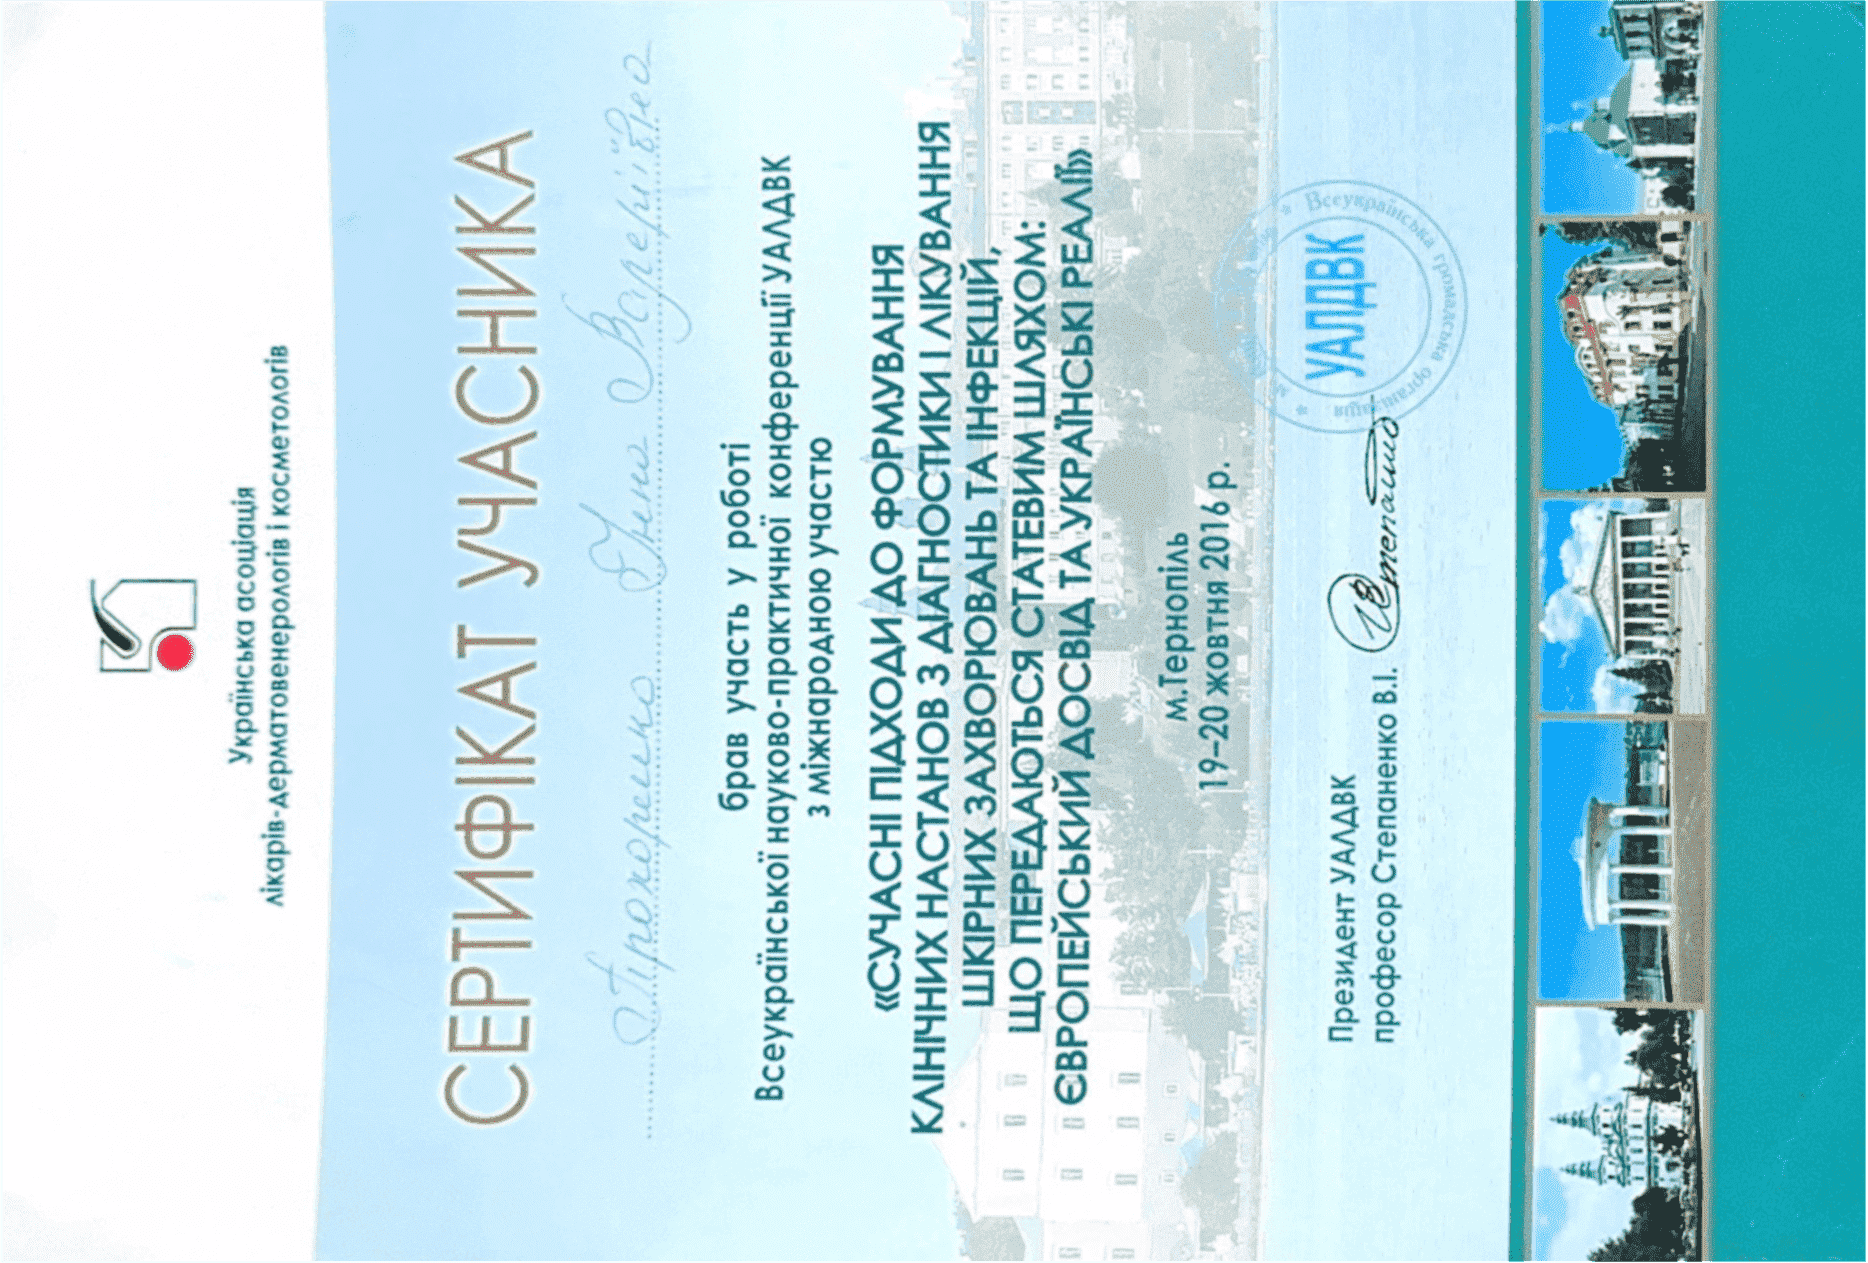 Українська асоціація
лікарів-дерматовенерологів і косметологів
СЕРТИФІКАТ УЧАСНИКА
Валеріївна
брав участь у роботі
Всеукраїнської науково-практичної конференції УАЛДВК
з міжнародною участю
«СУЧАСНІ ПІДХОДИ ДО ФОРМУВАННЯ
КЛІНІЧНИХ НАСТАНОВ З ДІАГНОСТИКИ І ЛІКУВАННЯ
ШКІРНИХ ЗАХВОРЮВАНЬ ТА ІНФЕКЦІЙ,
ЩО ПЕРЕДАЮТЬСЯ СТАТЕВИМ ШЛЯХОМ:
ЄВРОПЕЙСЬКИЙ ДОСВІД ТА УКРАЇНСЬКІ РЕАЛІЇ»
м.Тернопіль
19-20 жовтня 2016 р.
Президент УАЛДВК
професор Степаненко В.І.
Всеукраїнська громадська організація
УАЛДВК